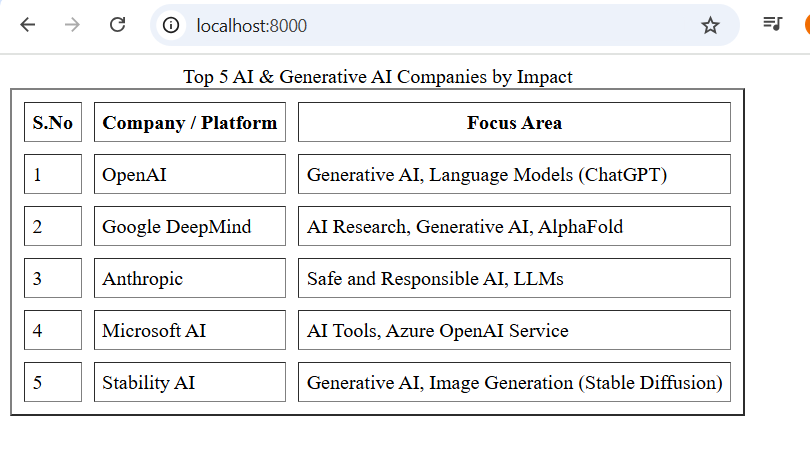 localhost:8000
Top 5 AI & Generative AI Companies by Impact
S.No Company / Platform Focus Area
1 OpenAI Generative AI, Language Models (ChatGPT)
2 Google DeepMind AI Research, Generative AI, AlphaFold
3 Anthropic Safe and Responsible AI, LLMs
4 Microsoft AI AI Tools, Azure OpenAI Service
5 Stability AI Generative AI, Image Generation (Stable Diffusion)